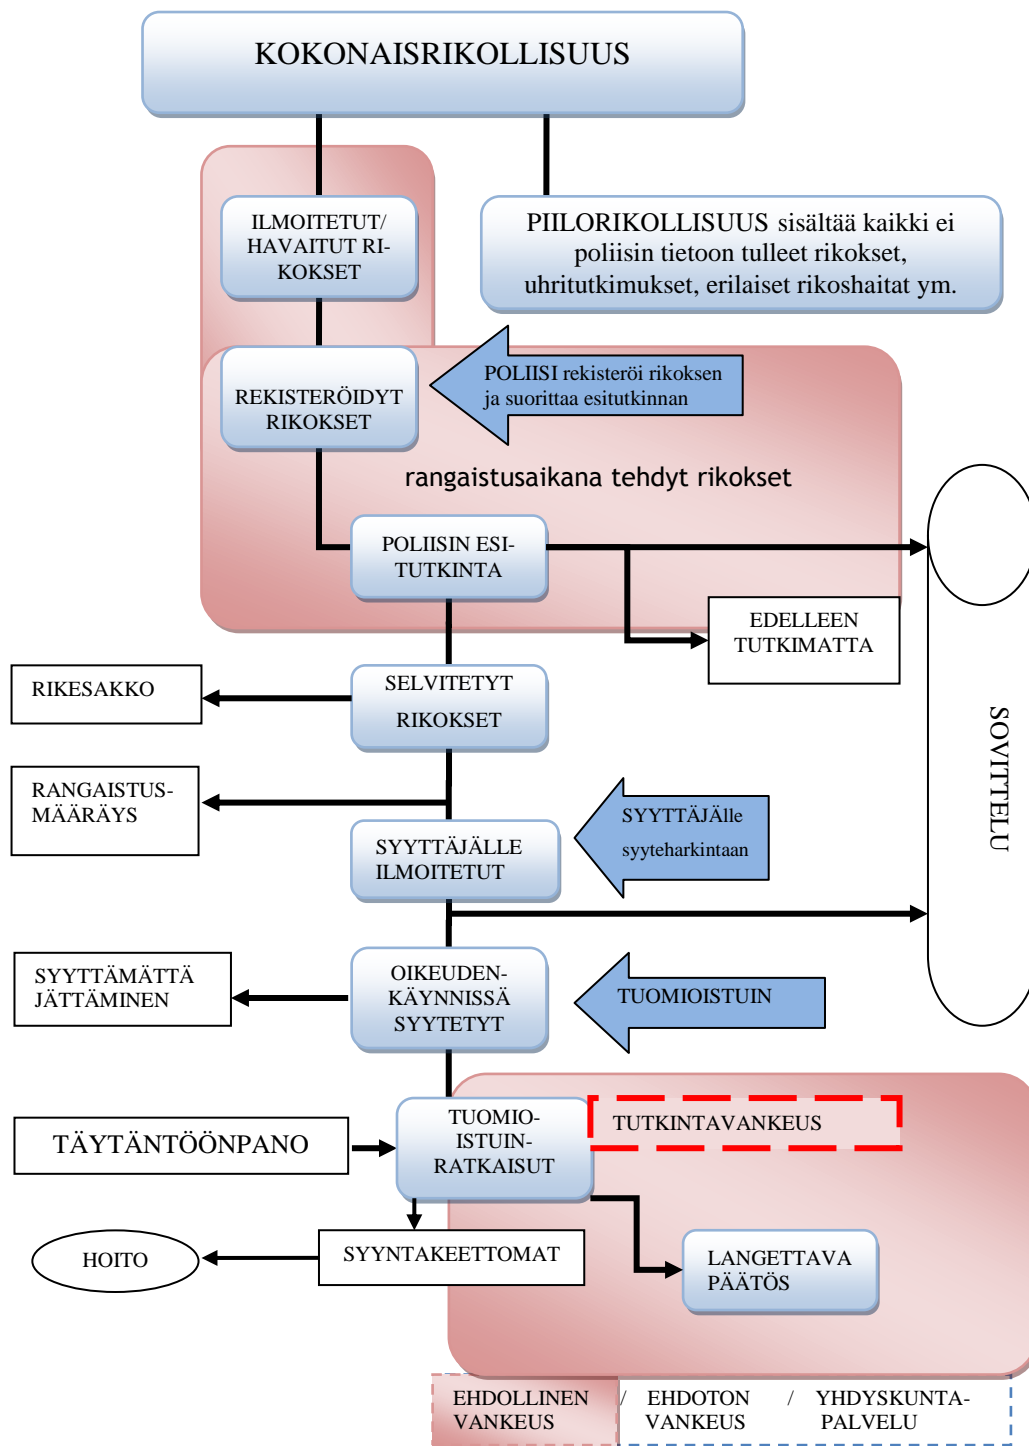 KOKONAISRIKOLLISUUS
ILMOITETUT/
HAVAITUT RI-
KOKSET
PIILORIKOLLISUUS sisältää kaikki ei
poliisin tietoon tulleet rikokset,
uhritutkimukset, erilaiset rikoshaitat ym.
REKISTERÖIDYT
RIKOKSET
POLIISI rekisteröi rikoksen
ja suorittaa esitutkinnan
rangaistusaikana tehdyt rikokset
POLIISIN ESI-
TUTKINTA
EDELLEEN
TUTKIMATTA
RIKESAKKO
SELVITETYT
RIKOKSET
SOVITTELU
RANGAISTUS-
MÄÄRÄYS
SYYTTÄJÄlle
syyteharkintaan
SYYTTÄJÄLLE
ILMOITETUT
SYYTTÄMÄTTÄ
JÄTTÄMINEN
OIKEUDEN-
KÄYNNISSÄ
SYYTETYT
TUOMIOISTUIN
TÄYTÄNTÖÖNPANO
TUOMIO-
ISTUIN-
RATKAISUT
TUTKINTAVANKEUS
HOITO
SYYNTAKEETTOMAT
LANGETTAVA
PÄÄTÖS
EHDOLLINEN / EHDOTON / YHDYSKUNTA-
VANKEUS VANKEUS PALVELU